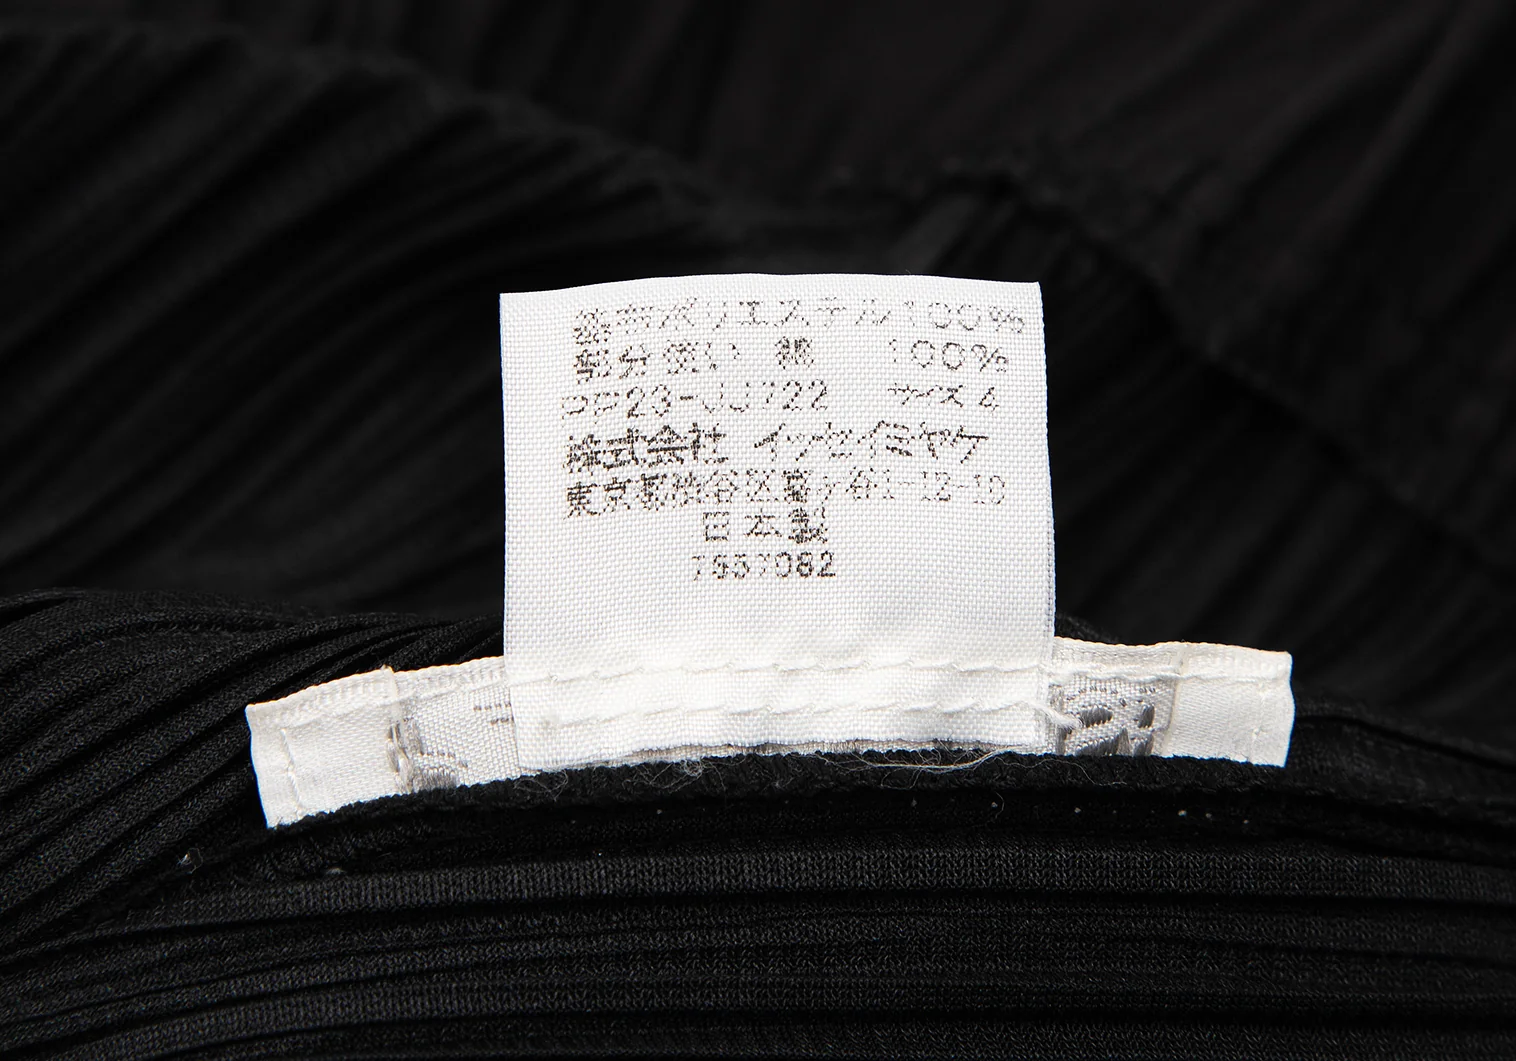 総布ポリエステル100%
部分使い 綿 100%
PP23-JJ722 サイズ4
株式会社 イッセイミヤケ
東京都渋谷区鶯ヶ谷1-12-10
日本製
7957082